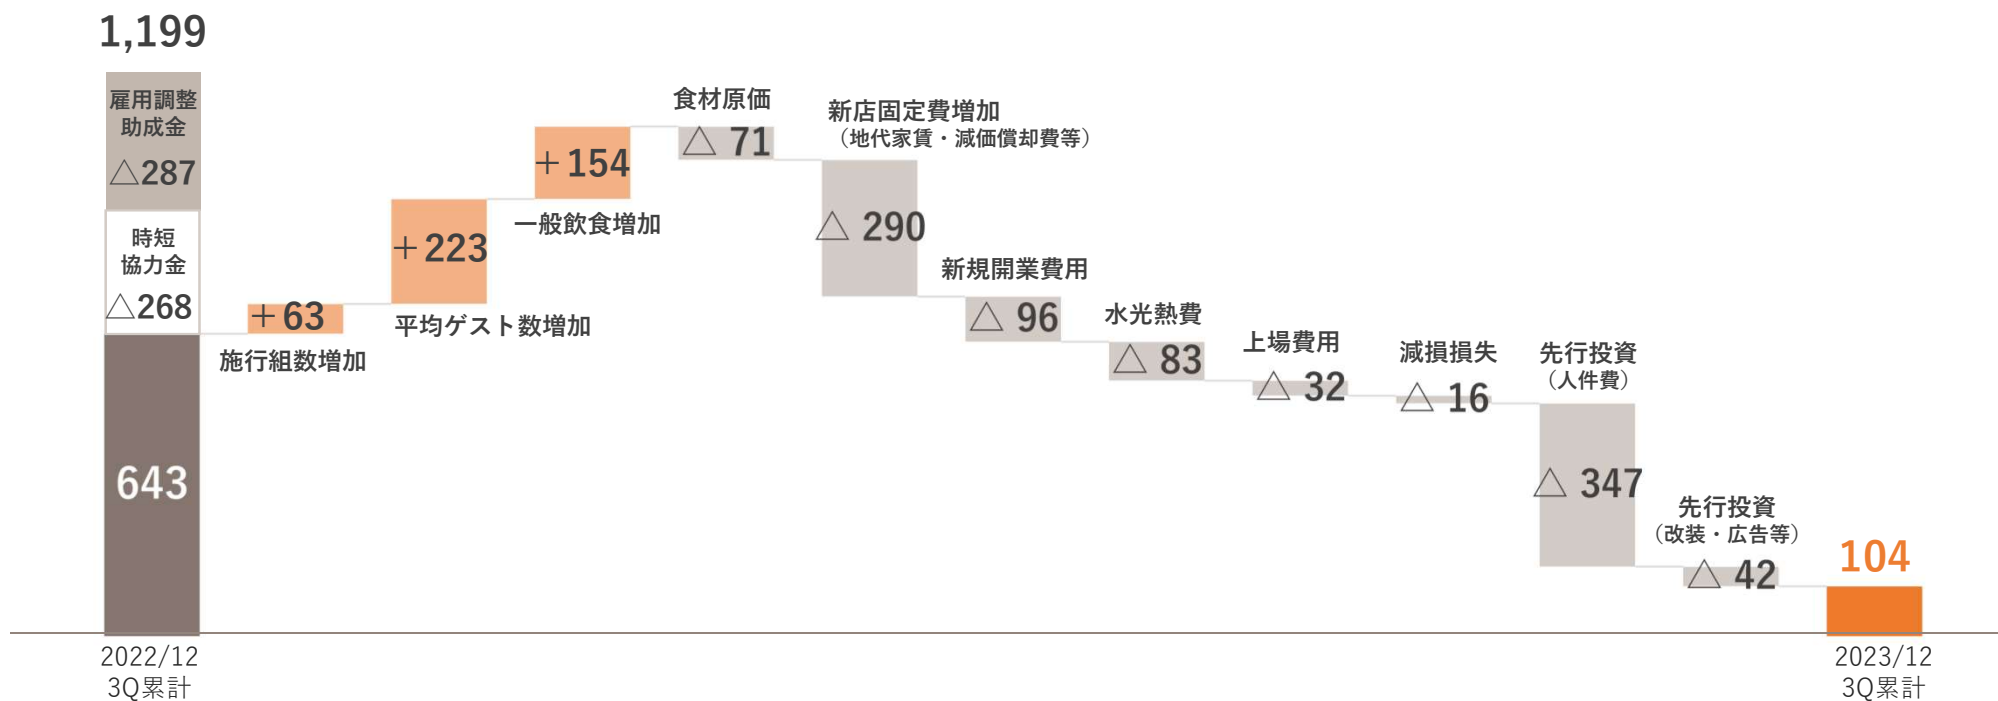 1,199
雇用調整
助成金
△287
時短
協力金
△268
643
2022/12
3Q累計
+63
施行組数増加
+223
平均ゲスト数増加
+154
一般飲食増加
食材原価
△ 71
新店固定費増加
（地代家賃・減価償却費等）
△ 290
新規開業費用
△ 96
水光熱費
△ 83
上場費用
△ 32
減損損失
△ 16
先行投資
（人件費）
△ 347
先行投資
（改装・広告等）
△ 42
104
2023/12
3Q累計